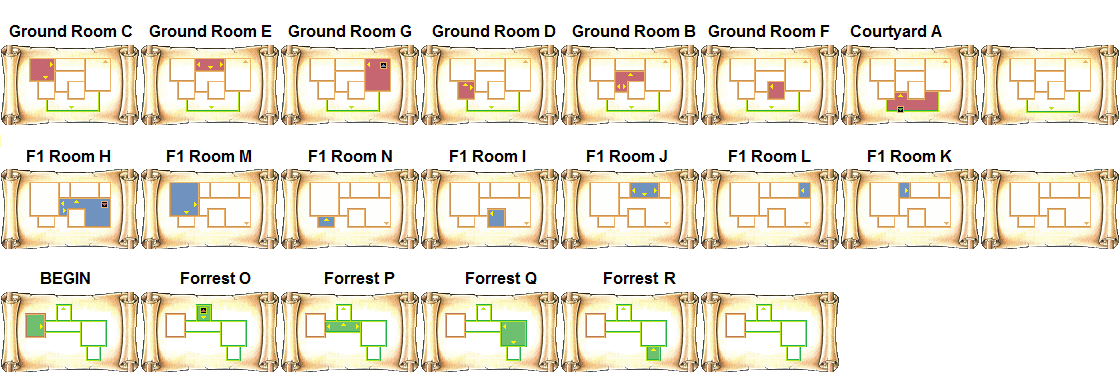 Ground Room C Ground Room E Ground Room G Ground Room D Ground Room B Ground Room F Courtyard A
F1 Room H F1 Room M F1 Room N F1 Room I F1 Room J F1 Room L F1 Room K
BEGIN Forrest O Forrest P Forrest Q Forrest R